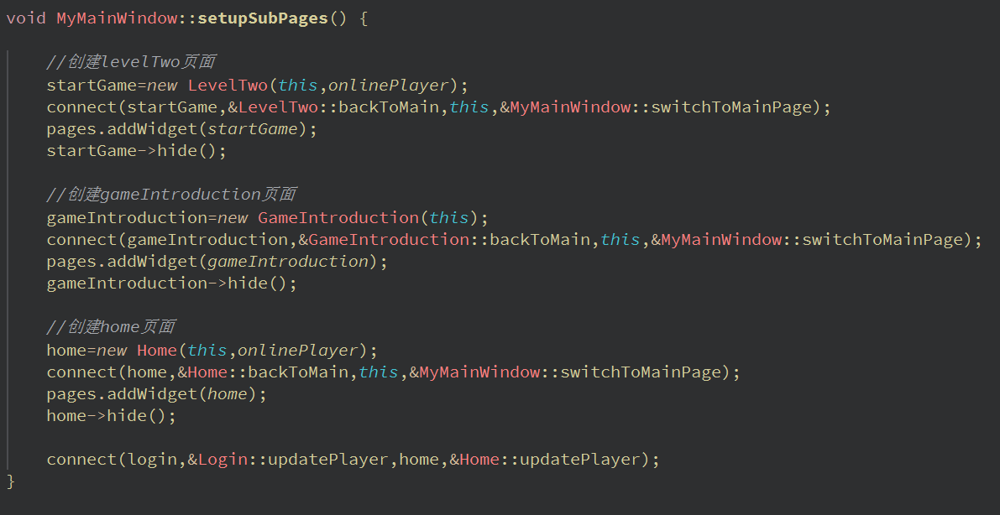 void MyMainWindow::setupSubPages() {
//创建levelTwo页面
startGame=new LevelTwo(this,onlinePlayer);
connect(startGame,&LevelTwo::backToMain,this,&MyMainWindow::switchToMainPage);
pages.addWidget(startGame);
startGame->hide();
//创建gameIntroduction页面
gameIntroduction=new GameIntroduction(this);
connect(gameIntroduction,&GameIntroduction::backToMain,this,&MyMainWindow::switchToMainPage);
pages.addWidget(gameIntroduction);
gameIntroduction->hide();
//创建home页面
home=new Home(this,onlinePlayer);
connect(home,&Home::backToMain,this,&MyMainWindow::switchToMainPage);
pages.addWidget(home);
home->hide();
connect(login,&Login::updatePlayer,home,&Home::updatePlayer);
}